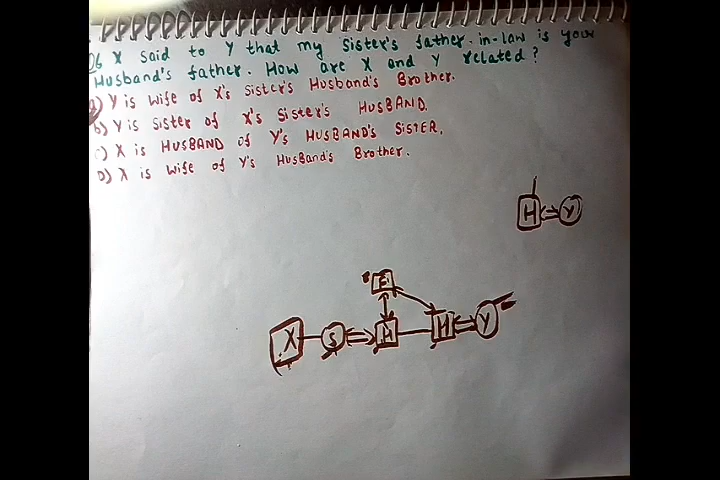 Q6 X said to Y that my sister's father-in-law is your
Husband's father. How are X and Y related?
a) Y is wife of X's sister's Husband's Brother.
b) Y is sister of X's Sister's HUSBAND.
c) X is HUSBAND of Y's HUSBAND'S SISTER.
D) X is wife of Y's Husband's Brother.
H Y
F
X S H H Y